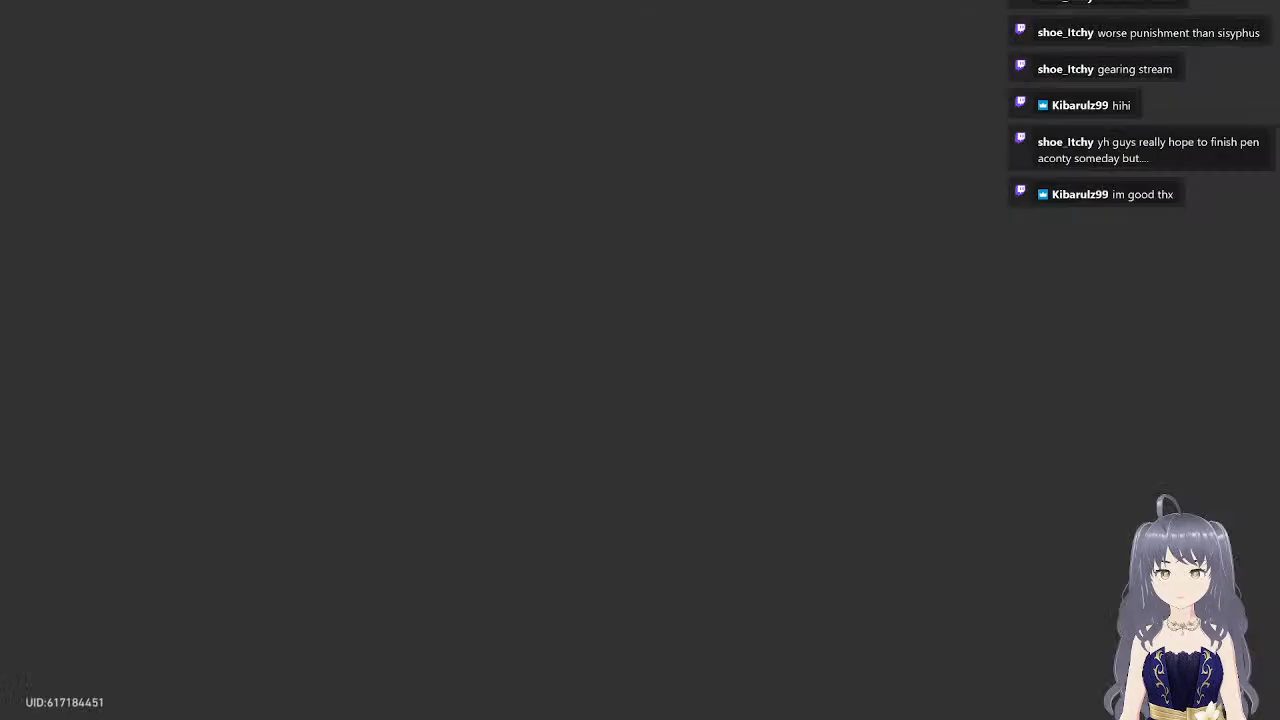 shoe_Itchy worse punishment than sisyphus
shoe_Itchy gearing stream
Kibarulz99 hihi
shoe_Itchy yh guys really hope to finish pen
aconty someday but....
Kibarulz99 im good thx
UID:617184451